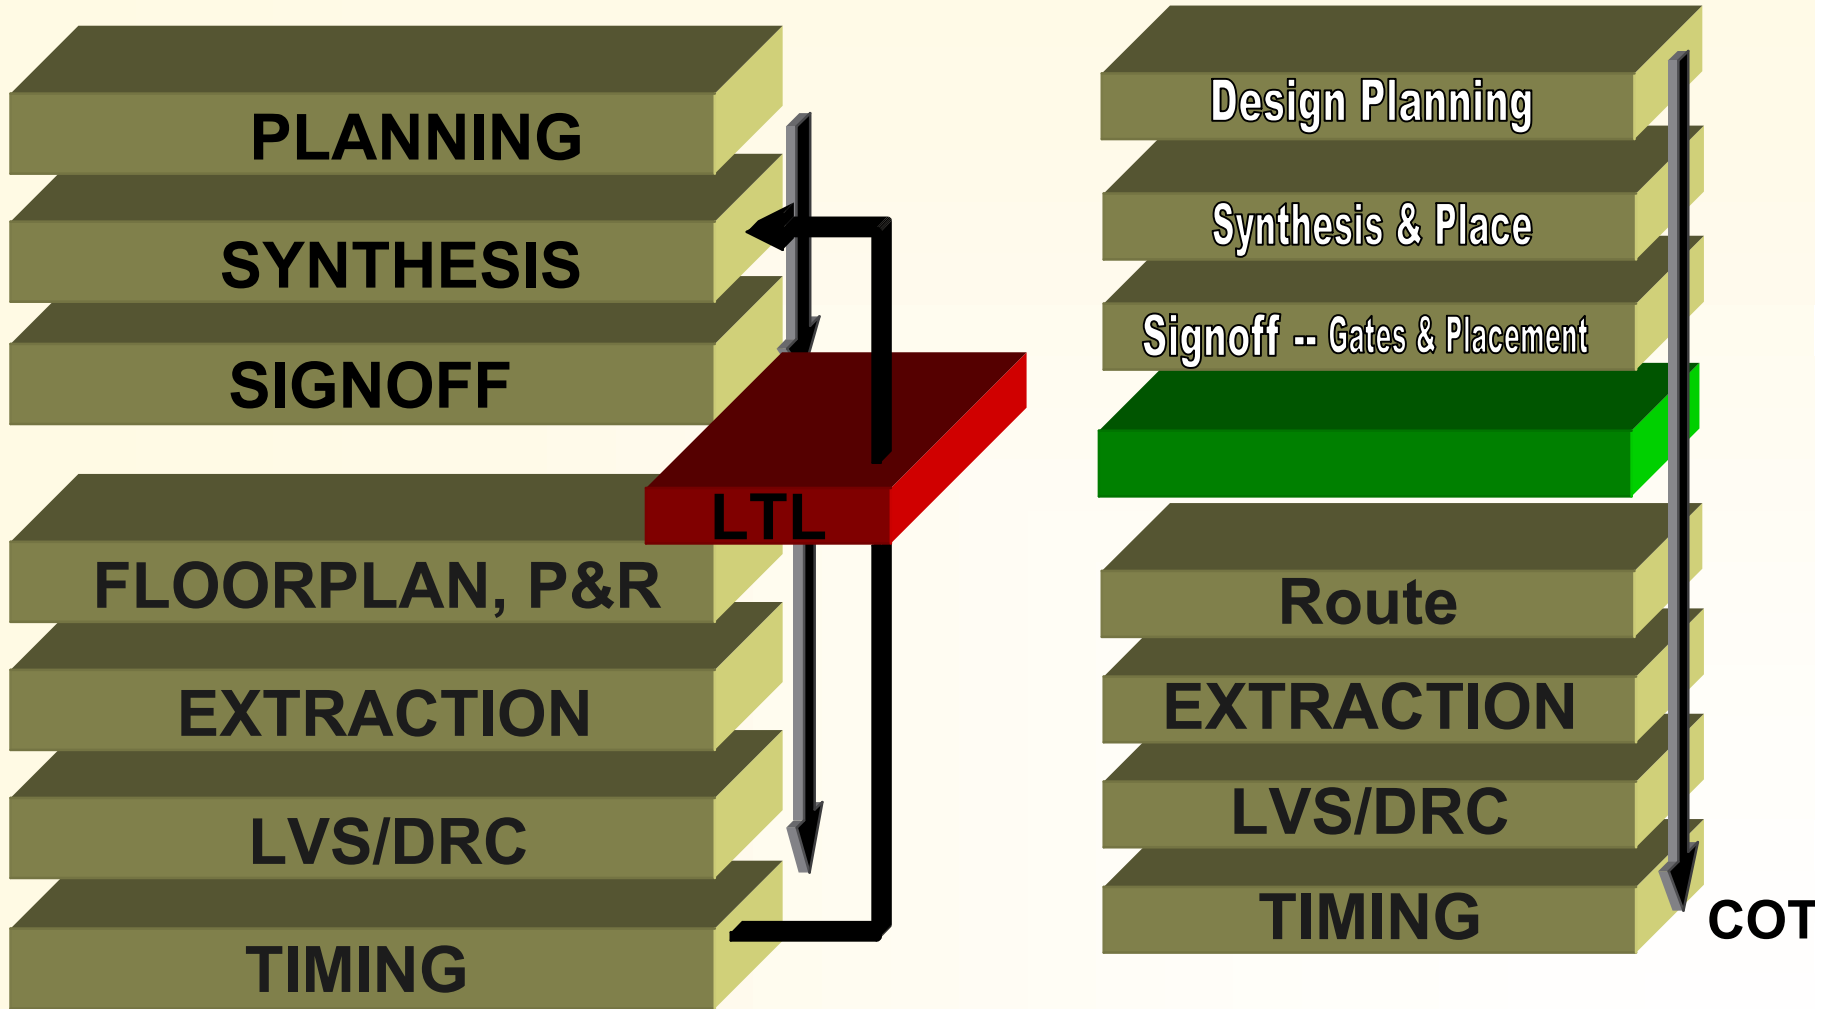 PLANNING
SYNTHESIS
SIGNOFF
LTL
FLOORPLAN, P&R
EXTRACTION
LVS/DRC
TIMING
Design Planning
Synthesis & Place
Signoff -- Gates & Placement
Route
EXTRACTION
LVS/DRC
TIMING
COT